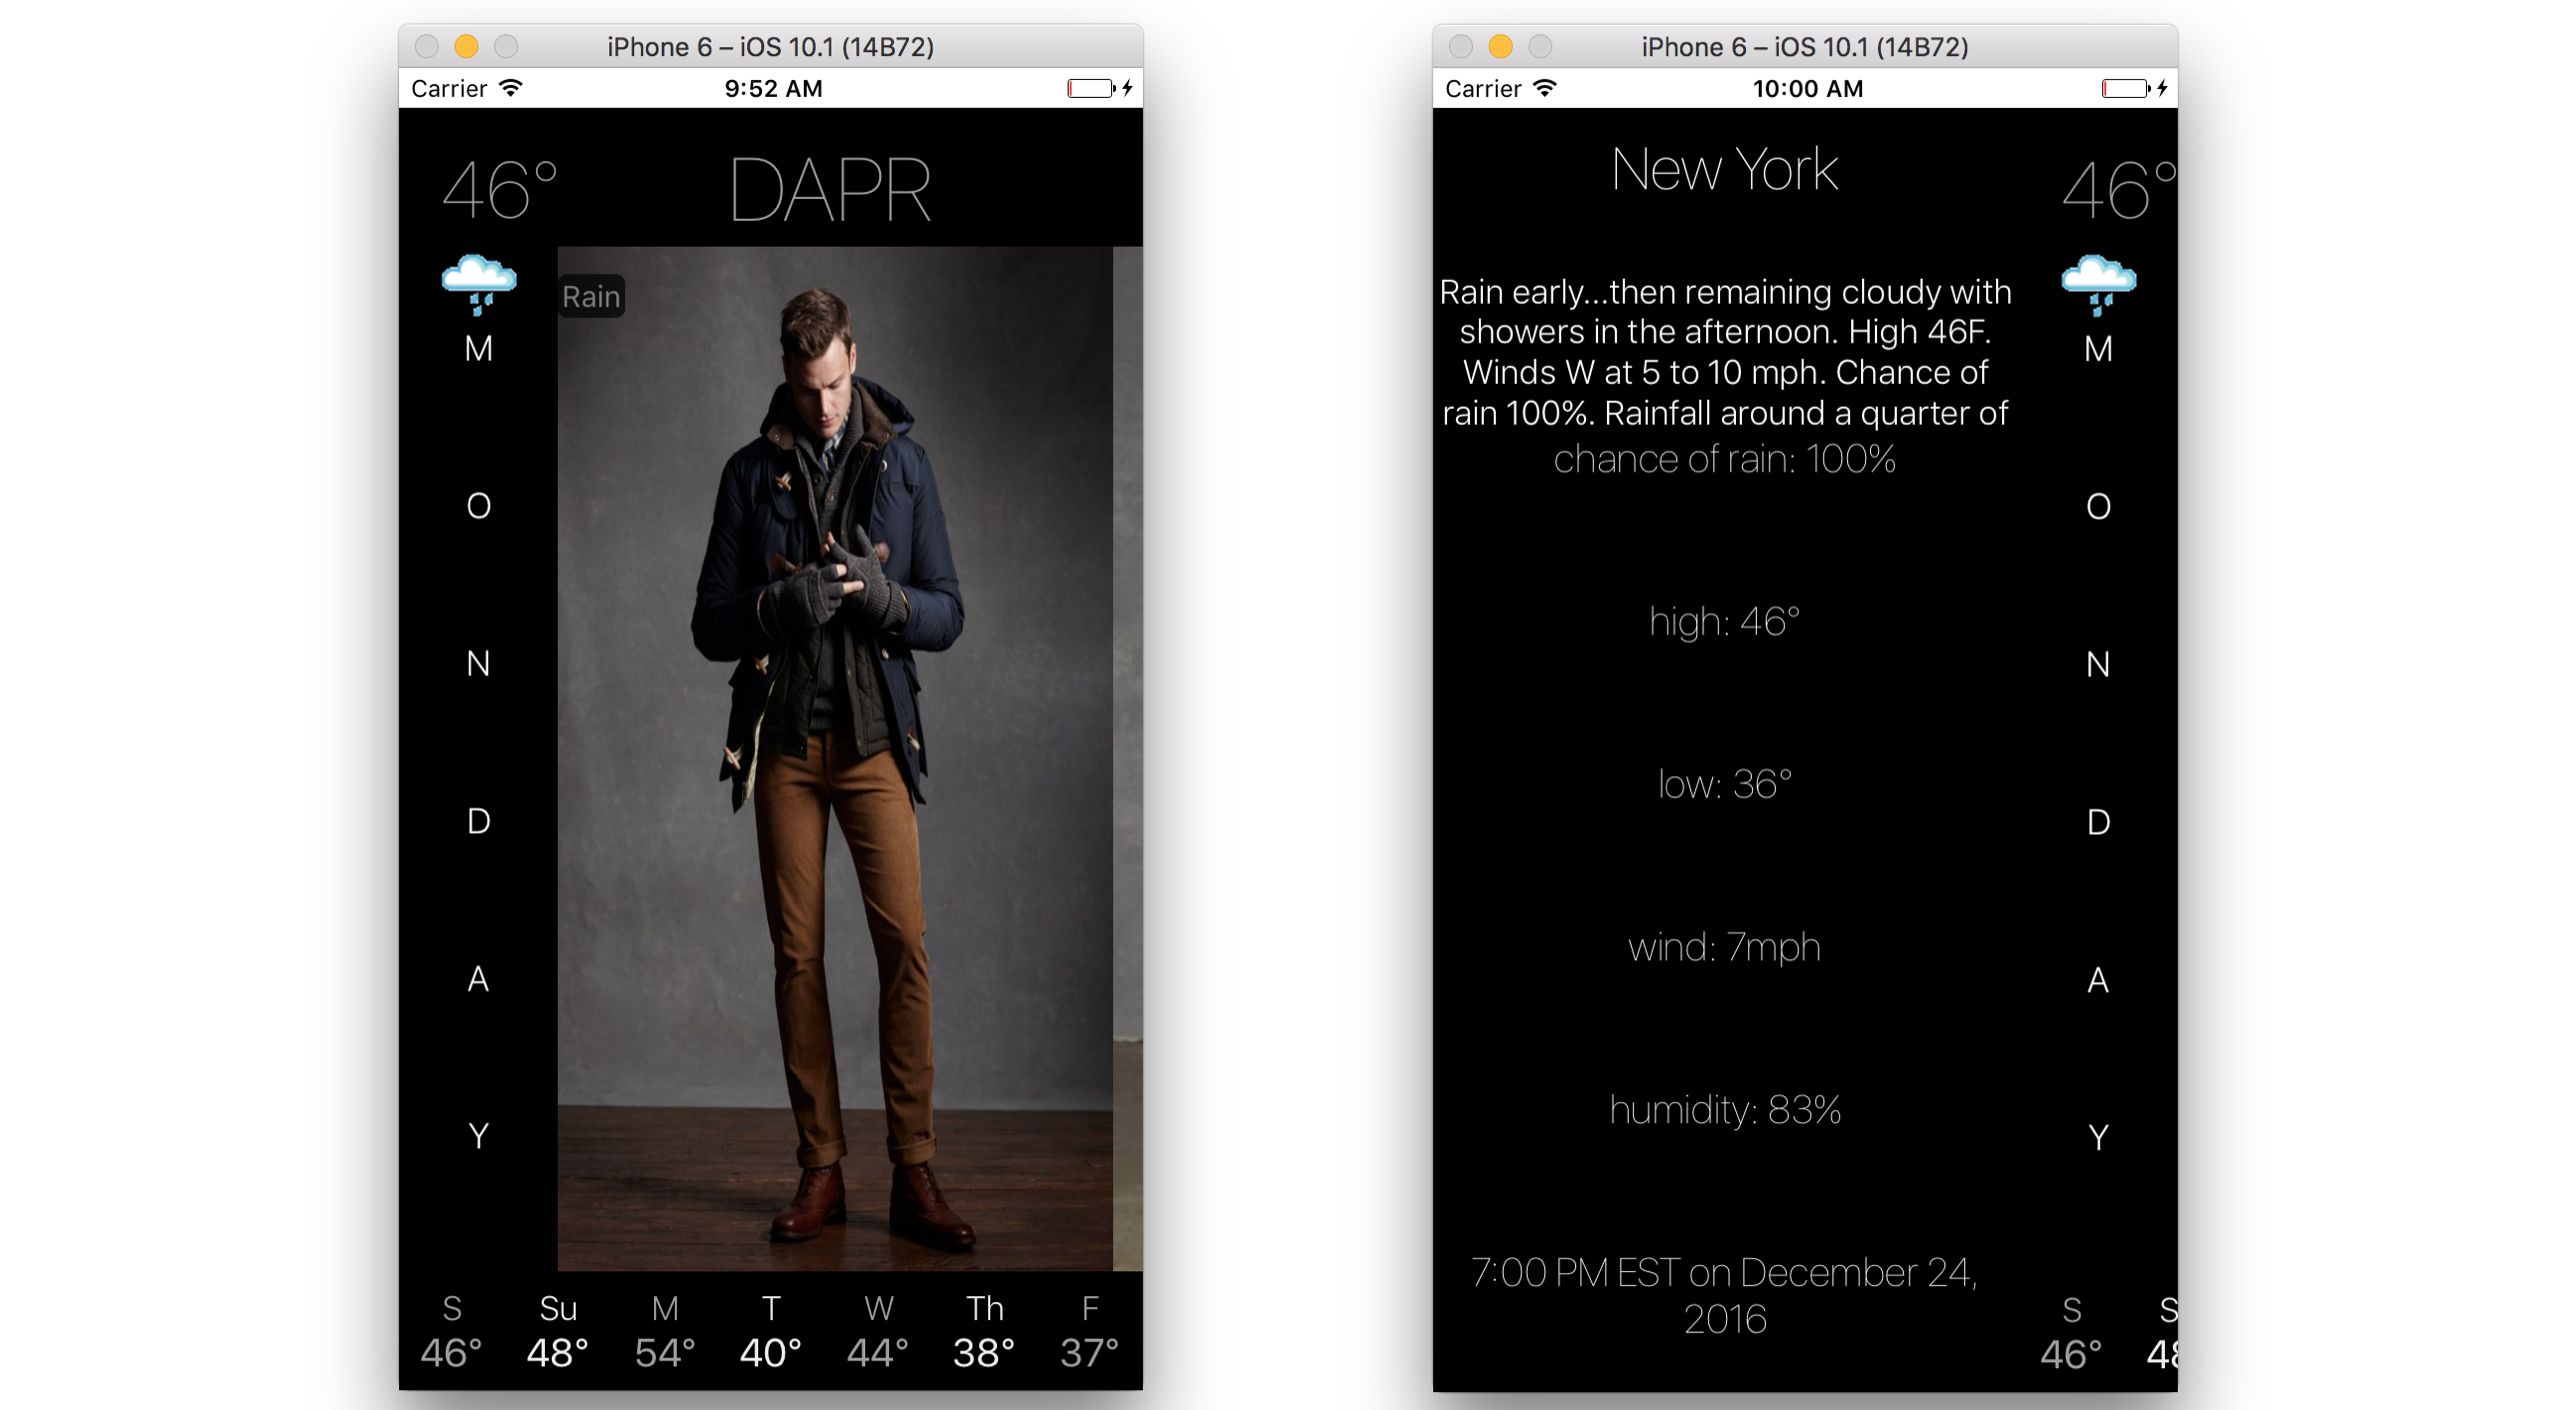 iPhone 6 – iOS 10.1 (14B72)
Carrier
9:52 AM
46°
DAPR
Rain
M
O
N
D
A
Y
S Su M T W Th F
46° 48° 54° 40° 44° 38° 37°
iPhone 6 – iOS 10.1 (14B72)
Carrier
10:00 AM
New York
46°
Rain early...then remaining cloudy with
showers in the afternoon. High 46F.
Winds W at 5 to 10 mph. Chance of
rain 100%. Rainfall around a quarter of
chance of rain: 100%
high: 46°
low: 36°
wind: 7mph
humidity: 83%
7:00 PM EST on December 24,
2016
M
O
N
D
A
Y
S S
46° 48